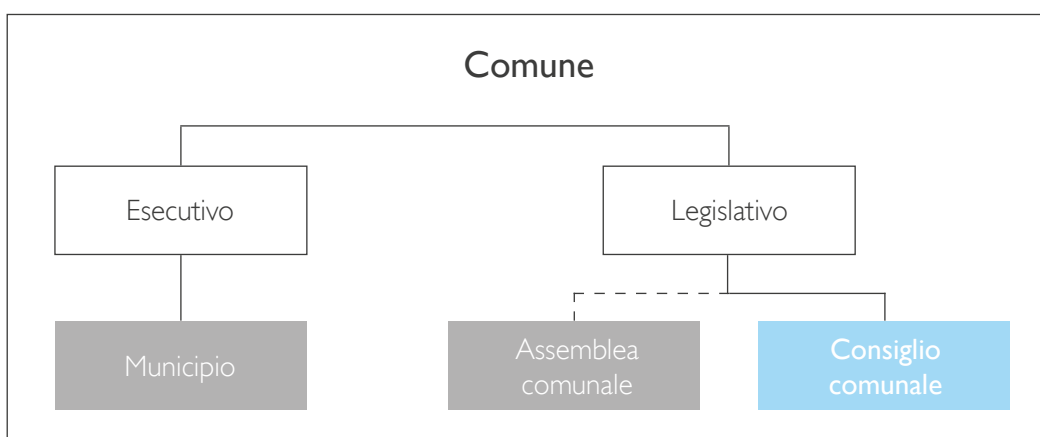 Comune
Esecutivo
Legislativo
Municipio
Assemblea
comunale
Consiglio
comunale